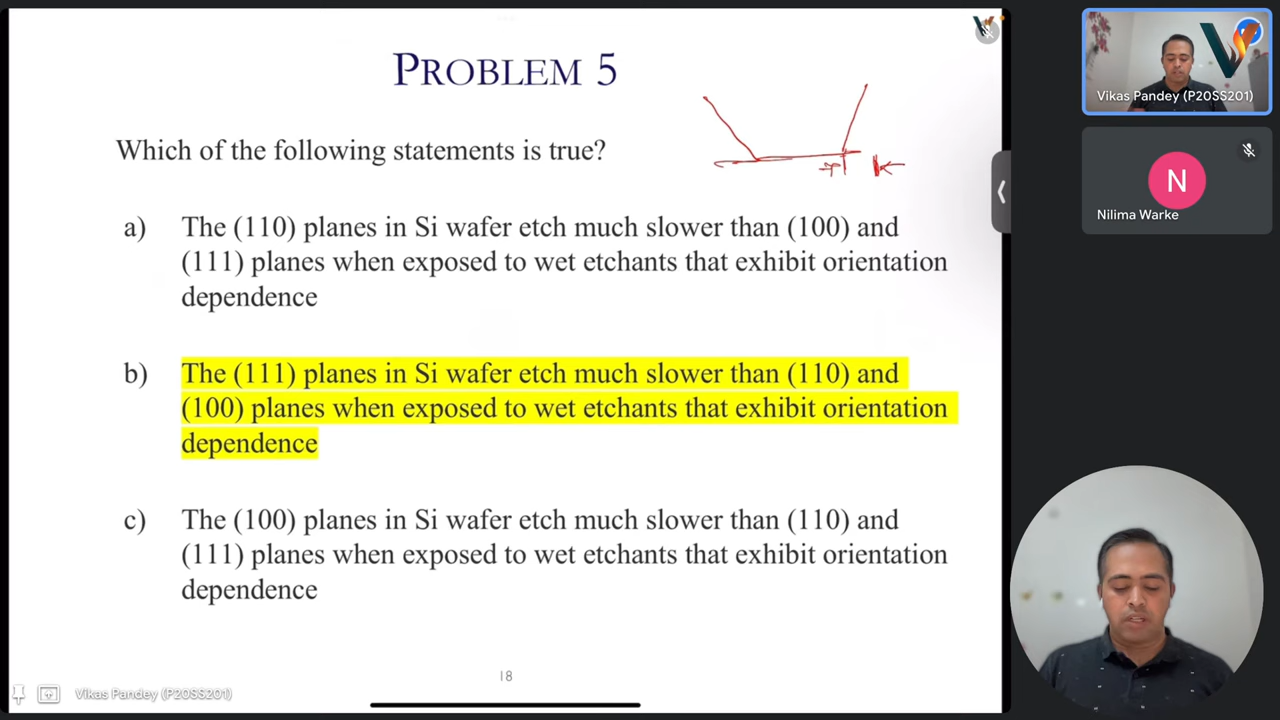 PROBLEM 5
Which of the following statements is true?
a) The (110) planes in Si wafer etch much slower than (100) and
(111) planes when exposed to wet etchants that exhibit orientation
dependence
b) The (111) planes in Si wafer etch much slower than (110) and
(100) planes when exposed to wet etchants that exhibit orientation
dependence
c) The (100) planes in Si wafer etch much slower than (110) and
(111) planes when exposed to wet etchants that exhibit orientation
dependence
18
Vikas Pandey (P20SS201)
Vikas Pandey (P20SS201)
N
Nilima Warke